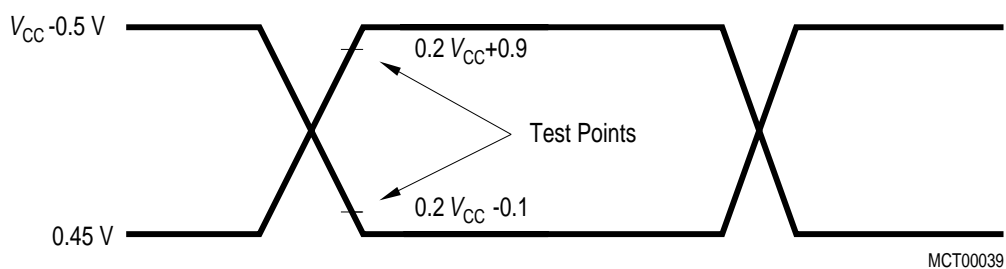 VCC -0.5 V
0.2 VCC+0.9
Test Points
0.2 VCC -0.1
0.45 V
MCT00039